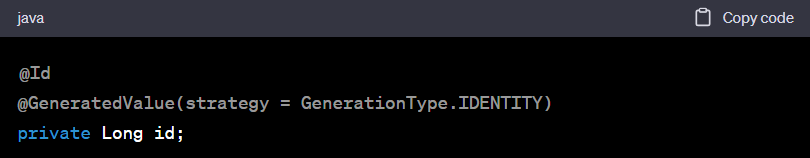 java Copy code
@Id
@GeneratedValue(strategy = GenerationType.IDENTITY)
private Long id;